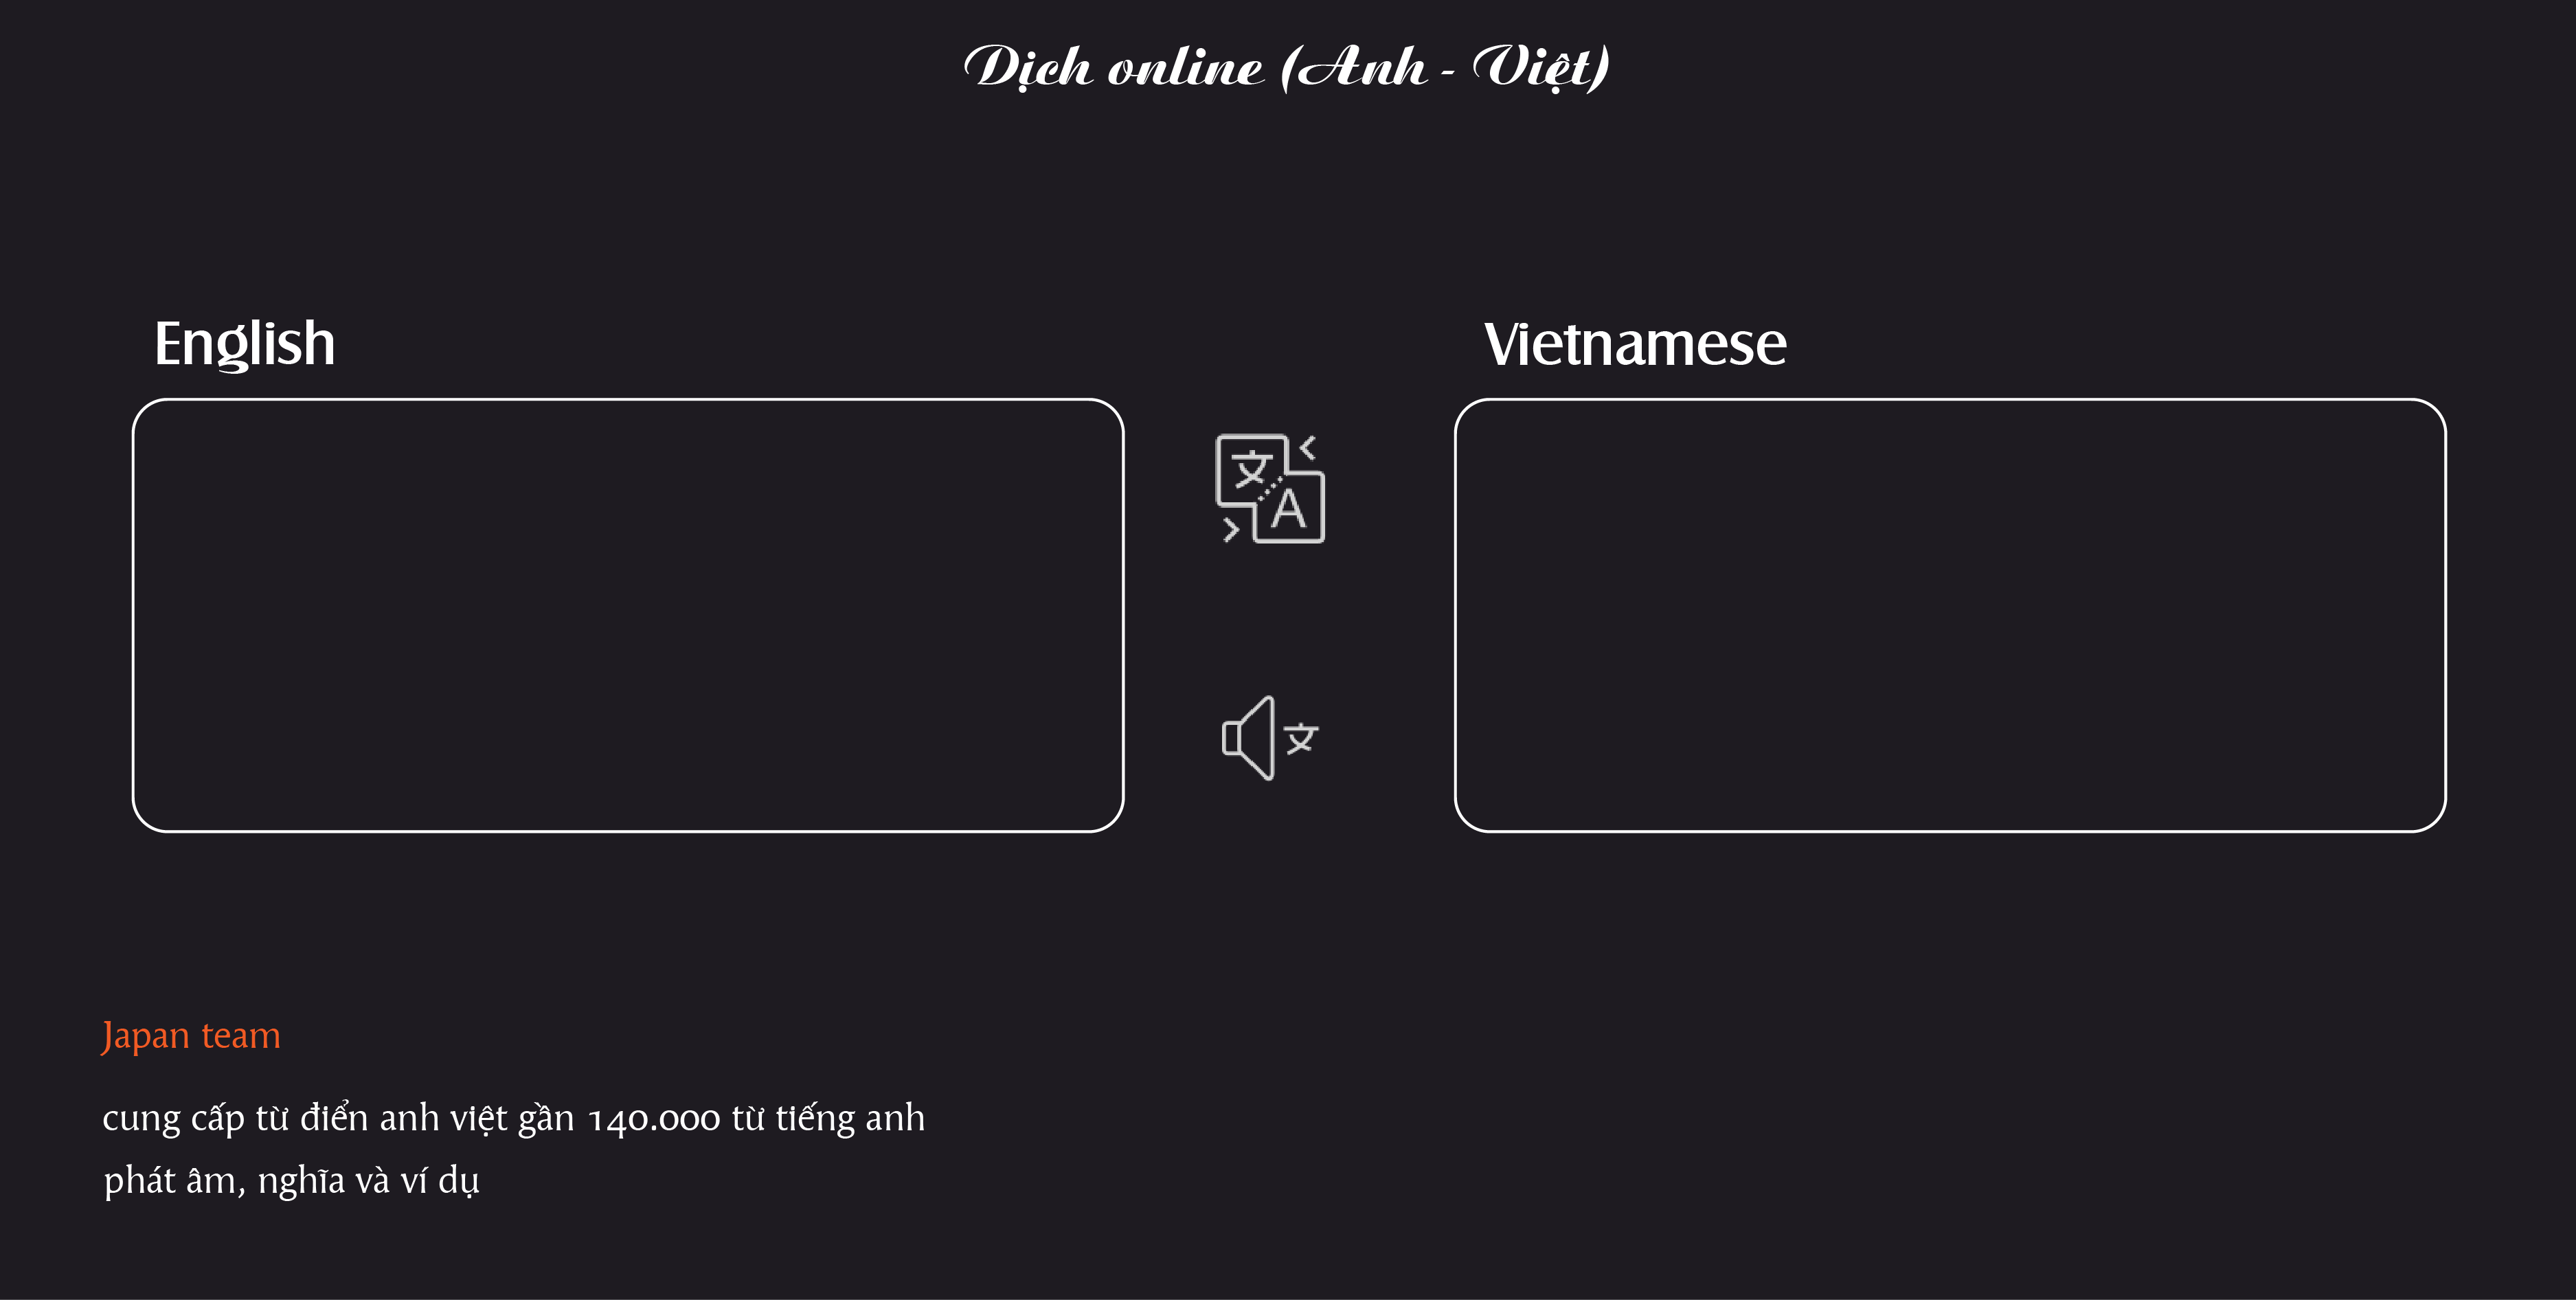 Dịch online (Anh - Việt)
English
Vietnamese
文
A
文
Japan team
cung cấp từ điển anh việt gần 140.000 từ tiếng anh
phát âm, nghĩa và ví dụ